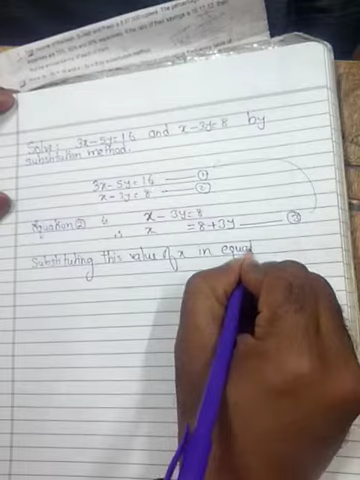 Solve: 3x-5y=16 and x-3y=8 by
substitution method.
3x-5y=16 ——— ①
x-3y=8 ——— ②
Equation ② is x-3y=8
∴ x =8+3y ——— ③
Substituting this value of x in equa